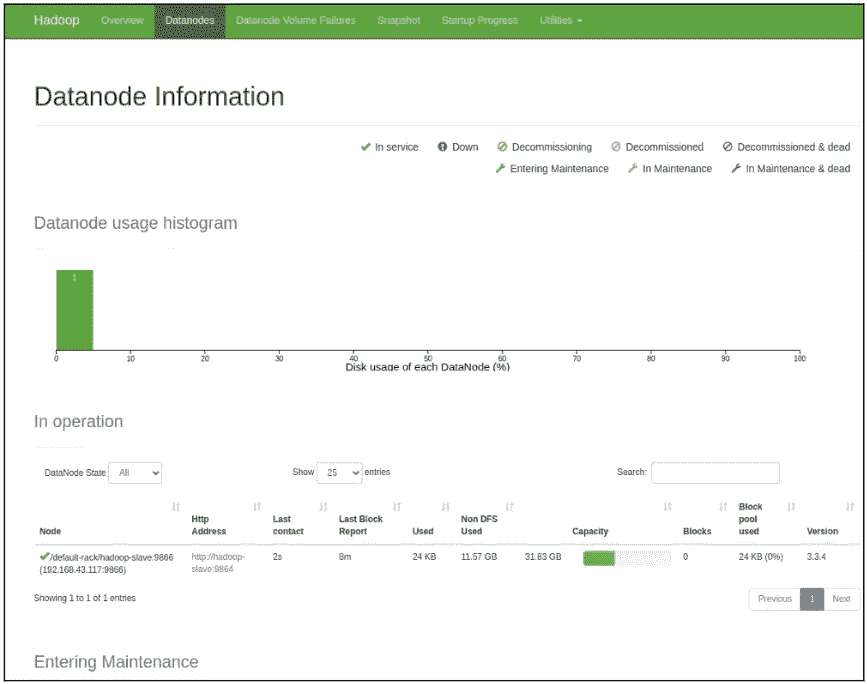 Hadoop Overview Datanodes Datanode Volume Failures Snapshot Startup Progress Utilities
Datanode Information
In service Down Decommissioning Decommissioned Decommissioned & dead
Entering Maintenance In Maintenance In Maintenance & dead
Datanode usage histogram
1
0 10 20 30 40 50 60 70 80 90 100
Disk usage of each DataNode (%)
In operation
DataNode State All Show 25 entries Search:
Node Http Address Last contact Last Block Report Used Non DFS Used Capacity Blocks Block pool used Version
/default-rack/hadoop-slave:9866 http://hadoop- 2s 8m 24 KB 11.57 GB 31.83 GB 0 24 KB (0%) 3.3.4
(192.168.43.117:9866) slave:9864
Showing 1 to 1 of 1 entries Previous 1 Next
Entering Maintenance